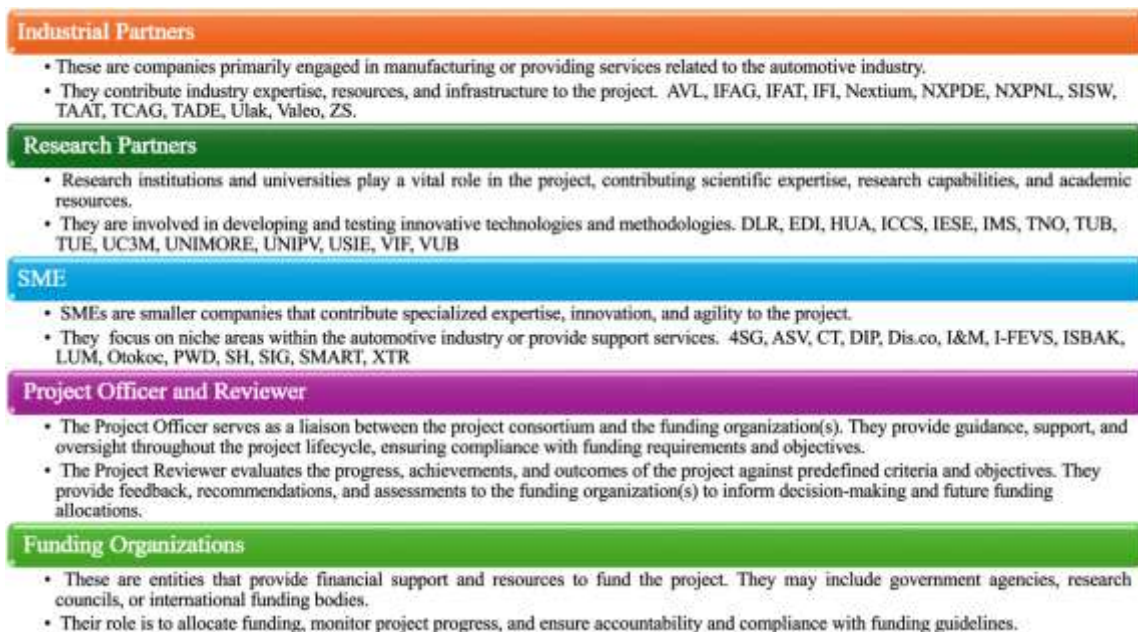 Industrial Partners
• These are companies primarily engaged in manufacturing or providing services related to the automotive industry.
• They contribute industry expertise, resources, and infrastructure to the project. AVL, IFAG, IFAT, IFI, Nextium, NXPDE, NXPNL, SISW,
TAAT, TCAG, TADE, Ulak, Valeo, ZS.
Research Partners
• Research institutions and universities play a vital role in the project, contributing scientific expertise, research capabilities, and academic
resources.
• They are involved in developing and testing innovative technologies and methodologies. DLR, EDI, HUA, ICCS, IESE, IMS, TNO, TUB,
TUE, UC3M, UNIMORE, UNIPV, USIE, VIF, VUB
SME
• SMEs are smaller companies that contribute specialized expertise, innovation, and agility to the project.
• They focus on niche areas within the automotive industry or provide support services. 4SG, ASV, CT, DIP, Dis.co, I&M, I-FEVS, ISBAK,
LUM, Otokoc, PWD, SH, SIG, SMART, XTR
Project Officer and Reviewer
• The Project Officer serves as a liaison between the project consortium and the funding organization(s). They provide guidance, support, and
oversight throughout the project lifecycle, ensuring compliance with funding requirements and objectives.
• The Project Reviewer evaluates the progress, achievements, and outcomes of the project against predefined criteria and objectives. They
provide feedback, recommendations, and assessments to the funding organization(s) to inform decision-making and future funding
allocations.
Funding Organizations
• These are entities that provide financial support and resources to fund the project. They may include government agencies, research
councils, or international funding bodies.
• Their role is to allocate funding, monitor project progress, and ensure accountability and compliance with funding guidelines.